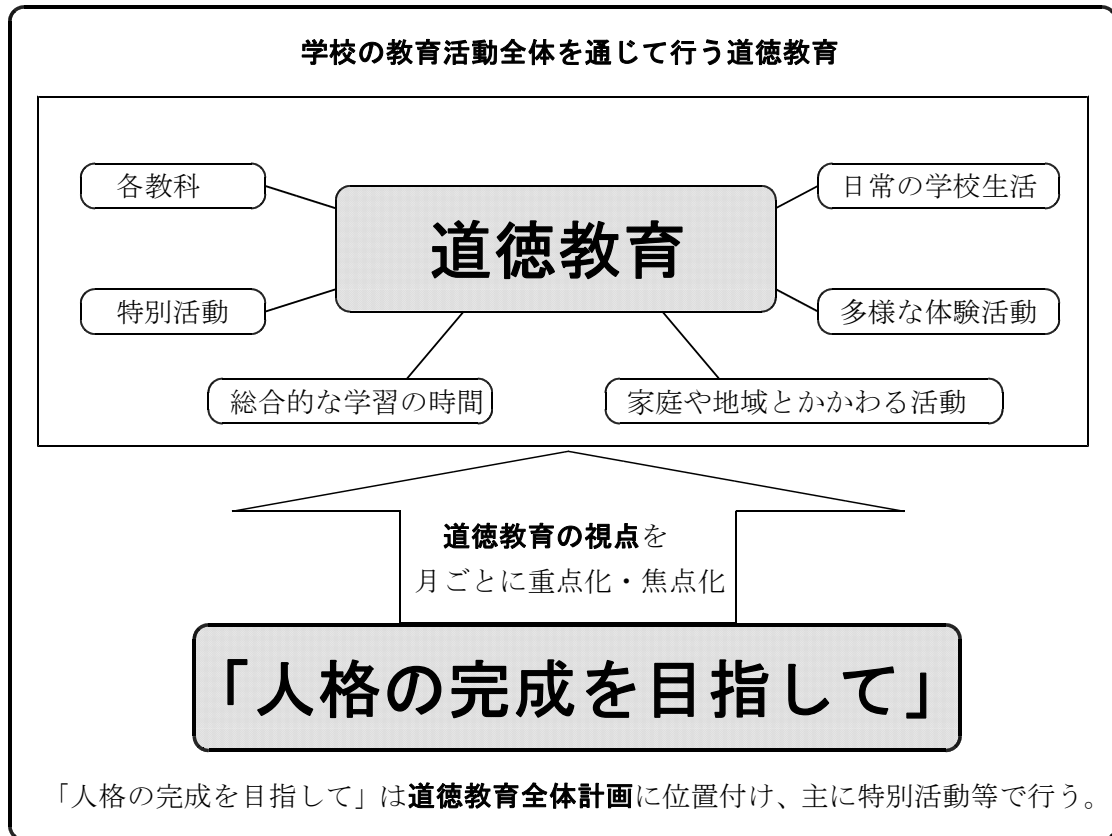 学校の教育活動全体を通じて行う道徳教育
各教科
日常の学校生活
道徳教育
特別活動
多様な体験活動
総合的な学習の時間
家庭や地域とかかわる活動
道徳教育の視点を
月ごとに重点化・焦点化
「人格の完成を目指して」
「人格の完成を目指して」は道徳教育全体計画に位置付け、主に特別活動等で行う。